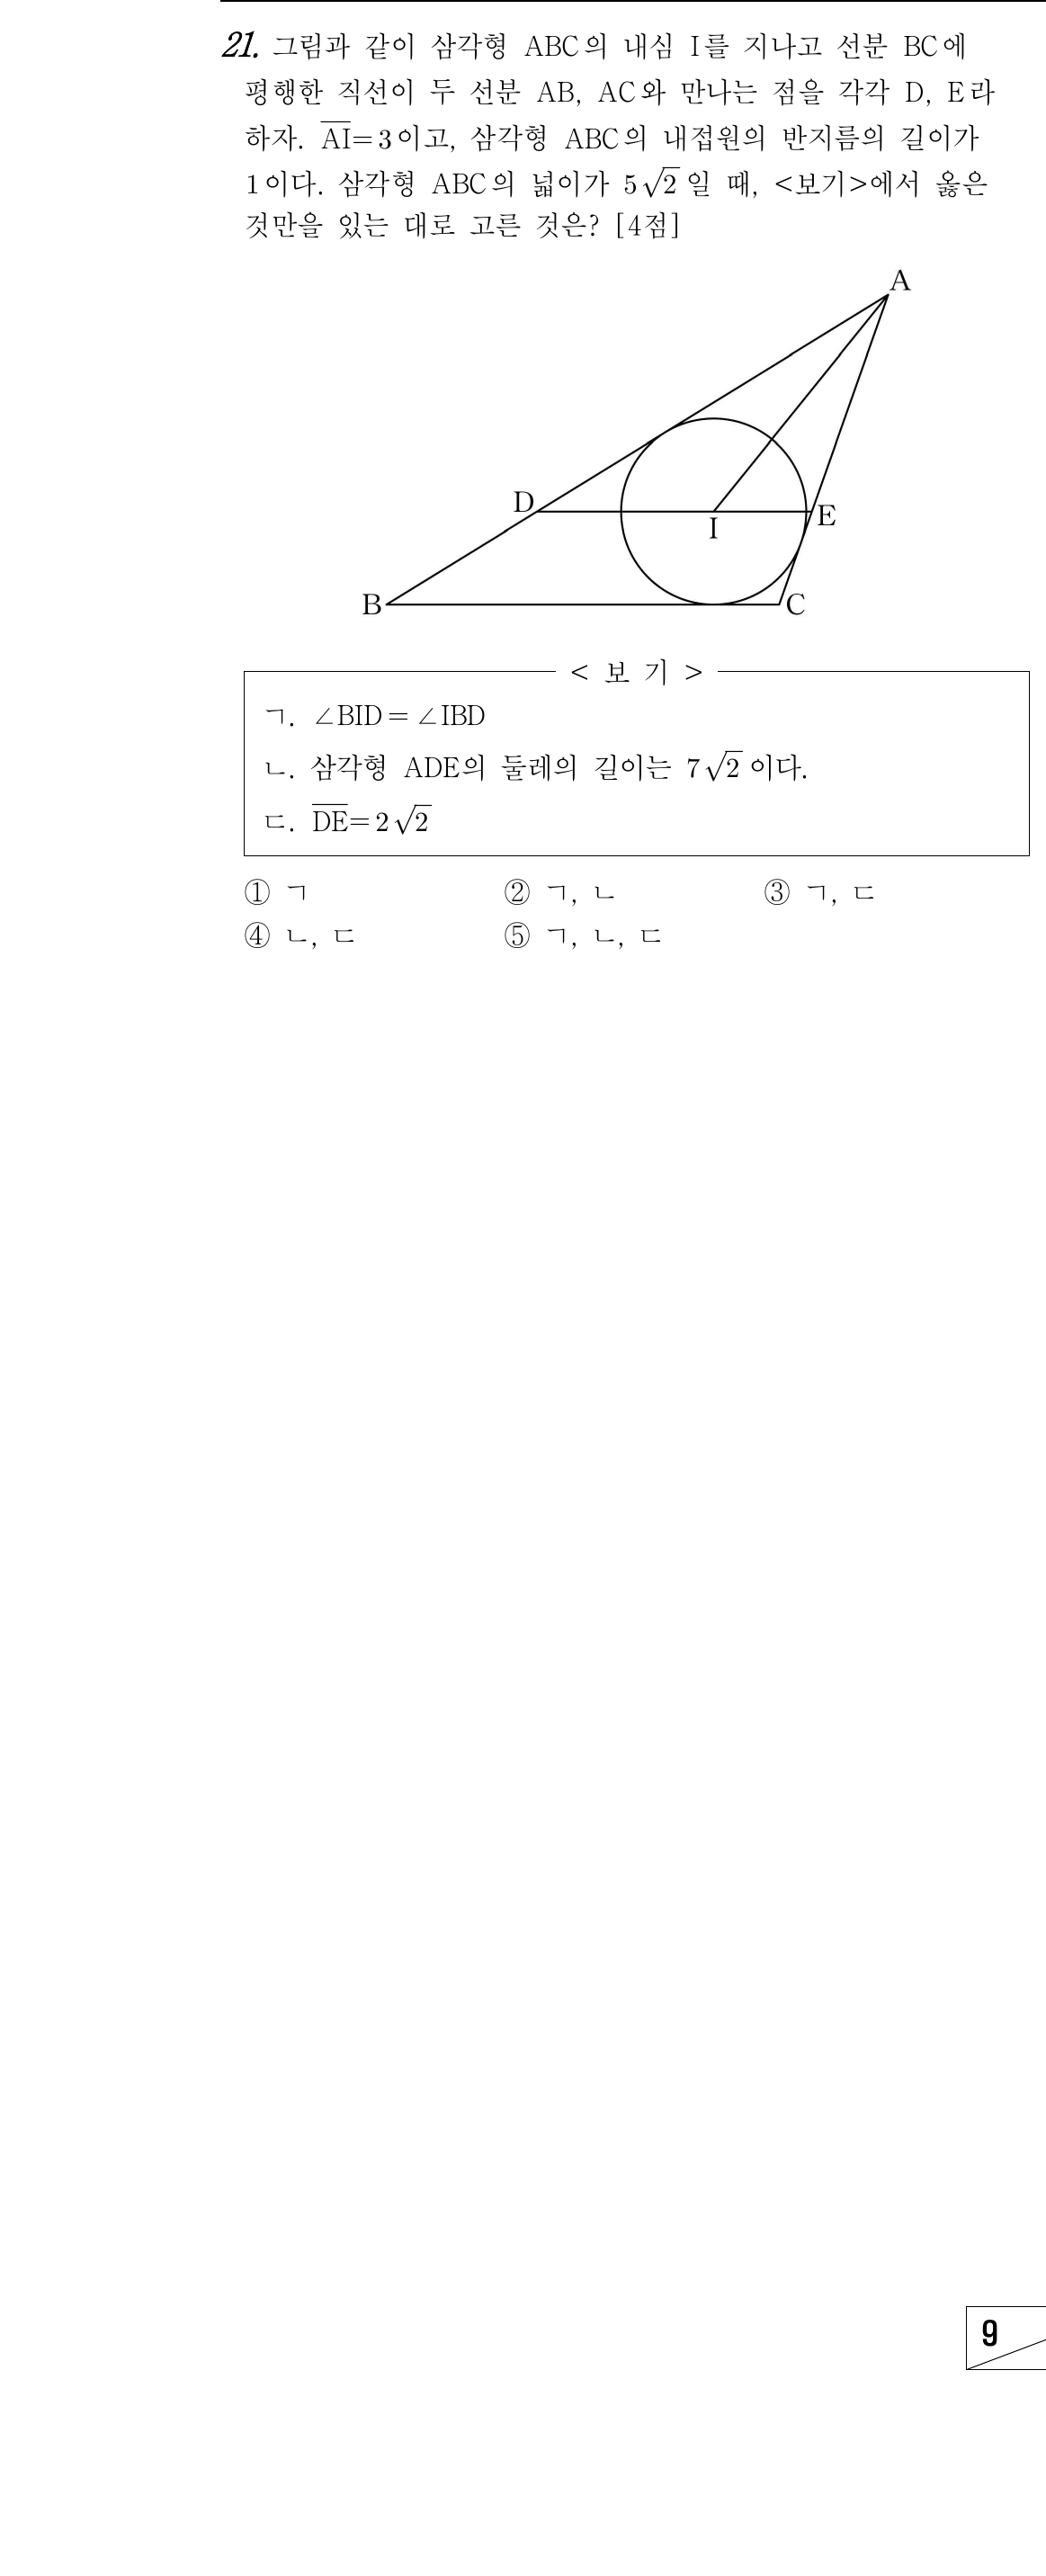 21. 그림과 같이 삼각형 ABC의 내심 I를 지나고 선분 BC에
평행한 직선이 두 선분 AB, AC와 만나는 점을 각각 D, E라
하자. $\overline{AI}=3$이고, 삼각형 ABC의 내접원의 반지름의 길이가
1이다. 삼각형 ABC의 넓이가 $5\sqrt{2}$일 때, <보기>에서 옳은
것만을 있는 대로 고른 것은? [4점]
A
D
I
E
B
C
< 보 기 >
ㄱ. ∠BID = ∠IBD
ㄴ. 삼각형 ADE의 둘레의 길이는 $7\sqrt{2}$이다.
ㄷ. $\overline{DE}=2\sqrt{2}$
① ㄱ ② ㄱ, ㄴ ③ ㄱ, ㄷ
④ ㄴ, ㄷ ⑤ ㄱ, ㄴ, ㄷ
9